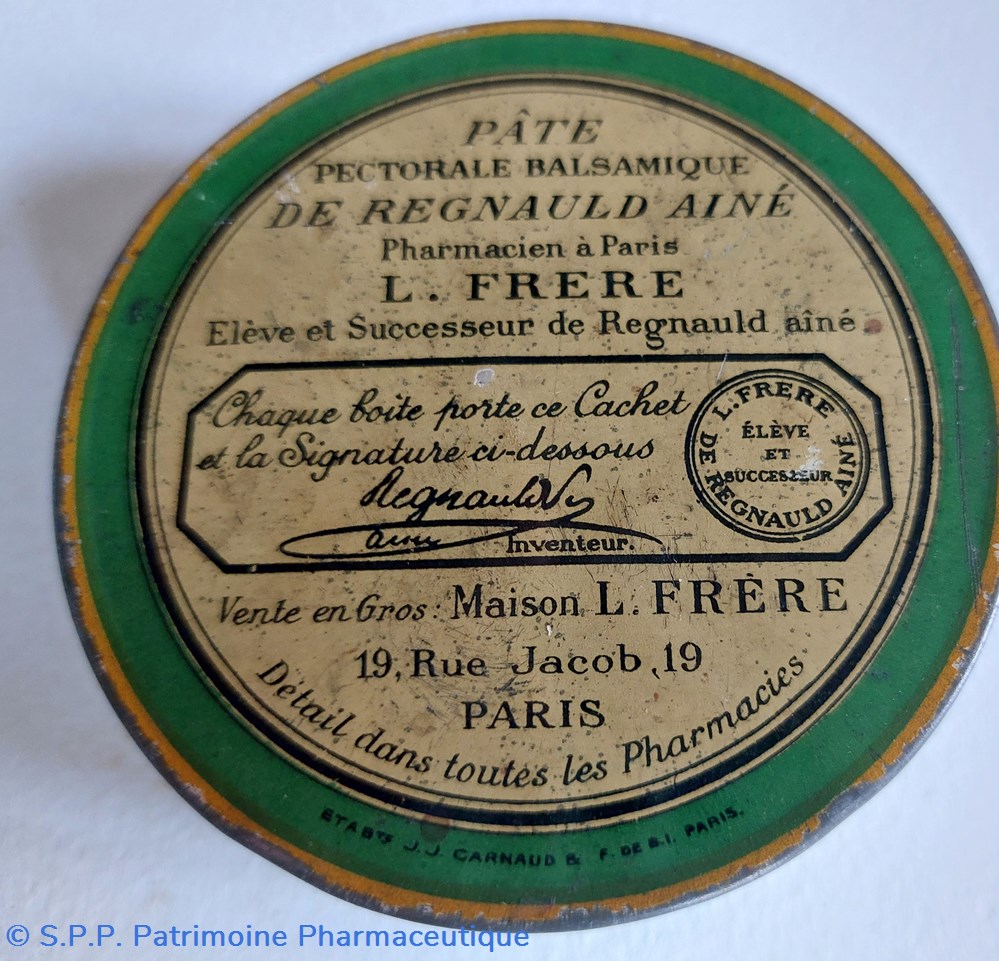 PÂTE
PECTORALE BALSAMIQUE
DE REGNAULD AINÉ
Pharmacien à Paris
L. FRERE
Elève et Successeur de Regnauld aîné.
Chaque boîte porte ce Cachet
et la Signature ci-dessous
Regnauld
Inventeur.
L. FRERE
ÉLÈVE
ET
SUCCESSEUR
DE REGNAULD AINÉ
Vente en Gros: Maison L. FRÈRE
19, Rue Jacob, 19
PARIS
Détail dans toutes les Pharmacies.
ETABTS J.J. CARNAUD & F. DE B.I. PARIS.
© S.P.P. Patrimoine Pharmaceutique